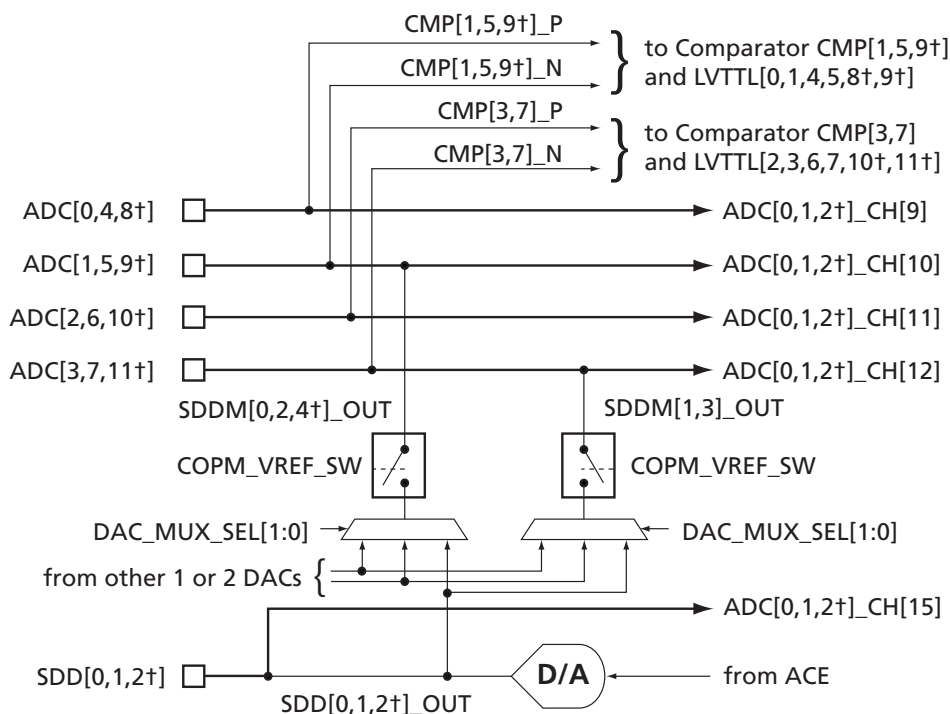 CMP[1,5,9†]_P
CMP[1,5,9†]_N
to Comparator CMP[1,5,9†]
and LVTTL[0,1,4,5,8†,9†]
CMP[3,7]_P
CMP[3,7]_N
to Comparator CMP[3,7]
and LVTTL[2,3,6,7,10†,11†]
ADC[0,4,8†]
ADC[0,1,2†]_CH[9]
ADC[1,5,9†]
ADC[0,1,2†]_CH[10]
ADC[2,6,10†]
ADC[0,1,2†]_CH[11]
ADC[3,7,11†]
ADC[0,1,2†]_CH[12]
SDDM[0,2,4†]_OUT
SDDM[1,3]_OUT
COPM_VREF_SW
COPM_VREF_SW
DAC_MUX_SEL[1:0]
DAC_MUX_SEL[1:0]
from other 1 or 2 DACs
ADC[0,1,2†]_CH[15]
SDD[0,1,2†]
D/A
from ACE
SDD[0,1,2†]_OUT